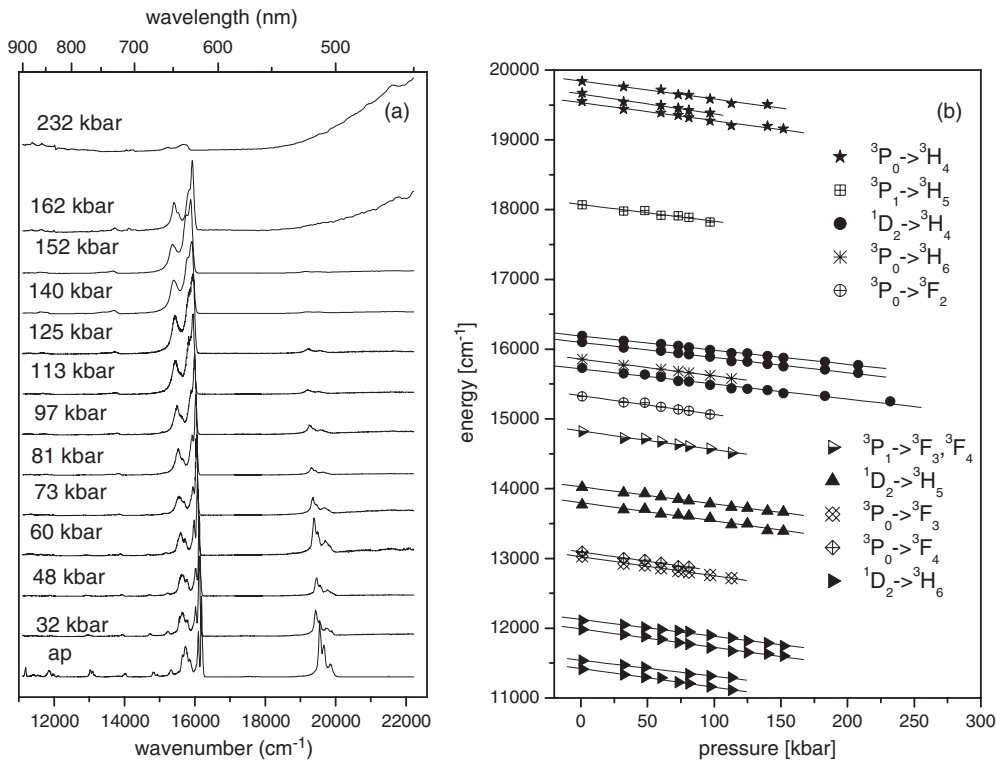 wavelength (nm)
900 800 700 600 500
(a)
232 kbar
162 kbar
152 kbar
140 kbar
125 kbar
113 kbar
97 kbar
81 kbar
73 kbar
60 kbar
48 kbar
32 kbar
ap
12000 14000 16000 18000 20000 22000
wavenumber (cm⁻¹)
(b)
energy [cm⁻¹]
20000
19000
18000
17000
16000
15000
14000
13000
12000
11000
³P₀->³H₄
³P₁->³H₅
¹D₂->³H₄
³P₀->³H₆
³P₀->³F₂
³P₁->³F₃, ³F₄
¹D₂->³H₅
³P₀->³F₃
³P₀->³F₄
¹D₂->³H₆
0 50 100 150 200 250 300
pressure [kbar]